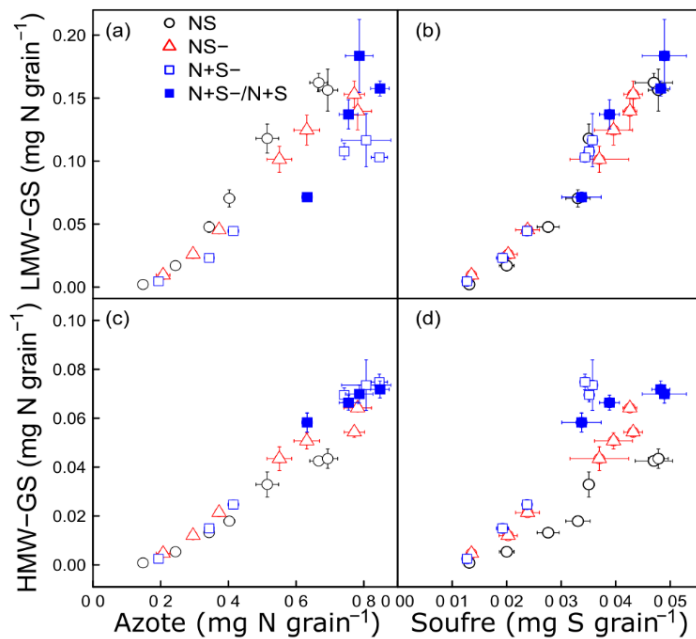 (a)
NS
NS−
N+S−
N+S−/N+S
(b)
0.20
0.15
0.10
0.05
0.00
LMW−GS (mg N grain⁻¹)
(c)
(d)
0.10
0.08
0.06
0.04
0.02
0.00
HMW−GS (mg N grain⁻¹)
0 0 0 2 0 4 0 6 0 8 0 0 0 01 0 02 0 03 0 04 0 05
Azote (mg N grain⁻¹) Soufre (mg S grain⁻¹)